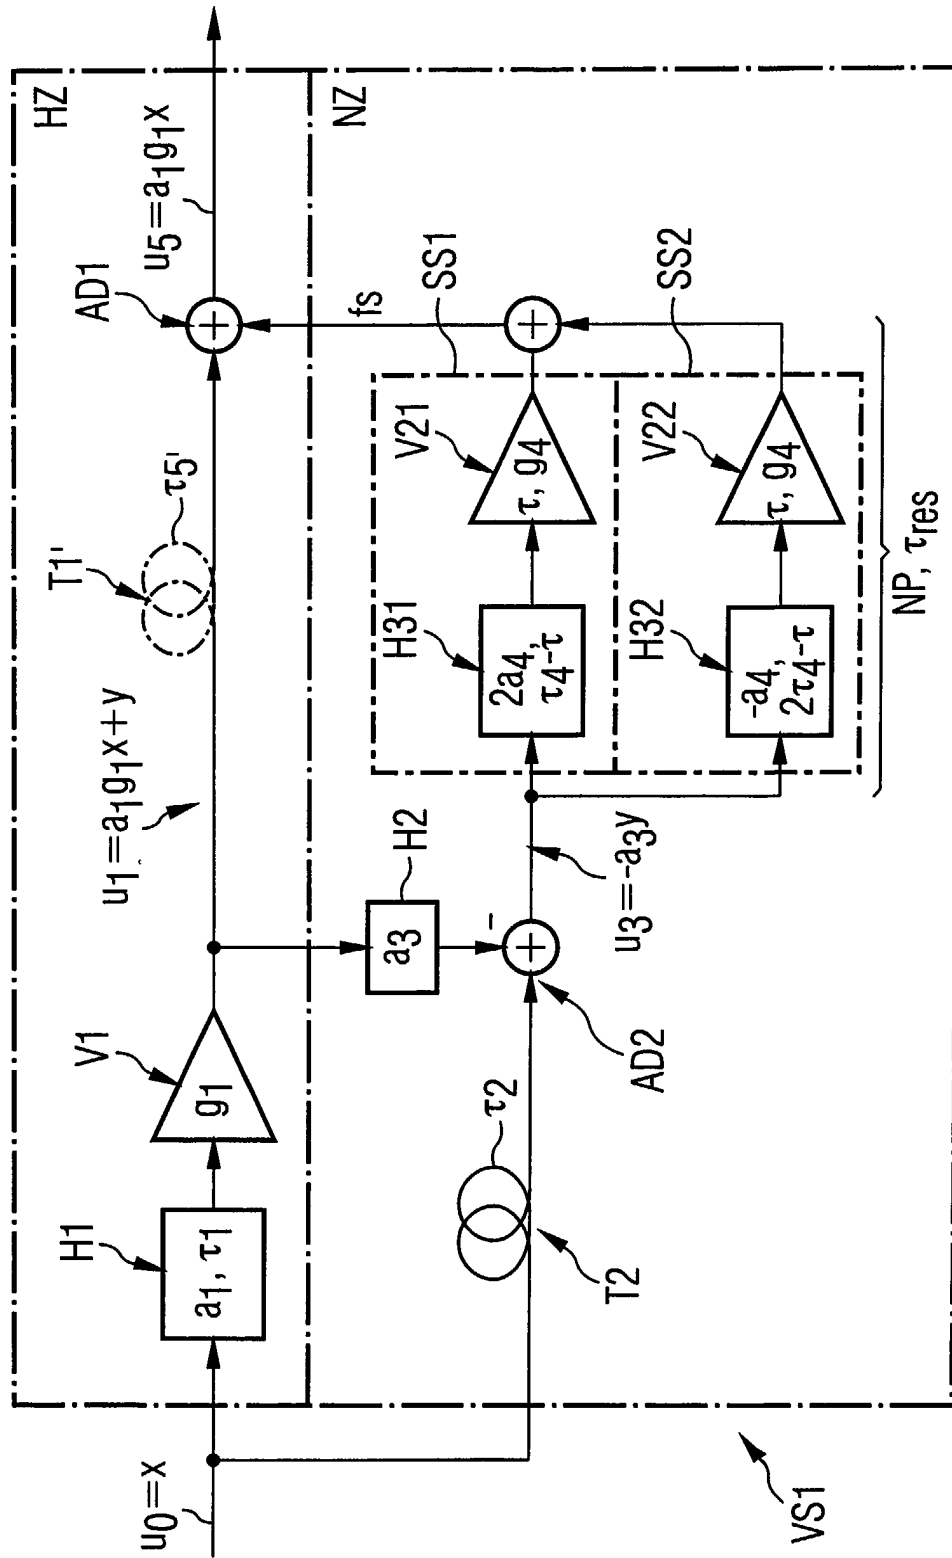 HZ
NZ
u₀=x
H1
a₁, τ₁
V1
g₁
u₁=a₁g₁x+y
T1'
τ₅'
AD1
u₅=a₁g₁x
fs
H2
a₃
-
+
+
+
T2
τ₂
AD2
u₃=-a₃y
H31
2a₄,
τ₄-τ
V21
τ, g₄
SS1
H32
-a₄,
2τ₄-τ
V22
τ, g₄
SS2
NP, τres
VS1